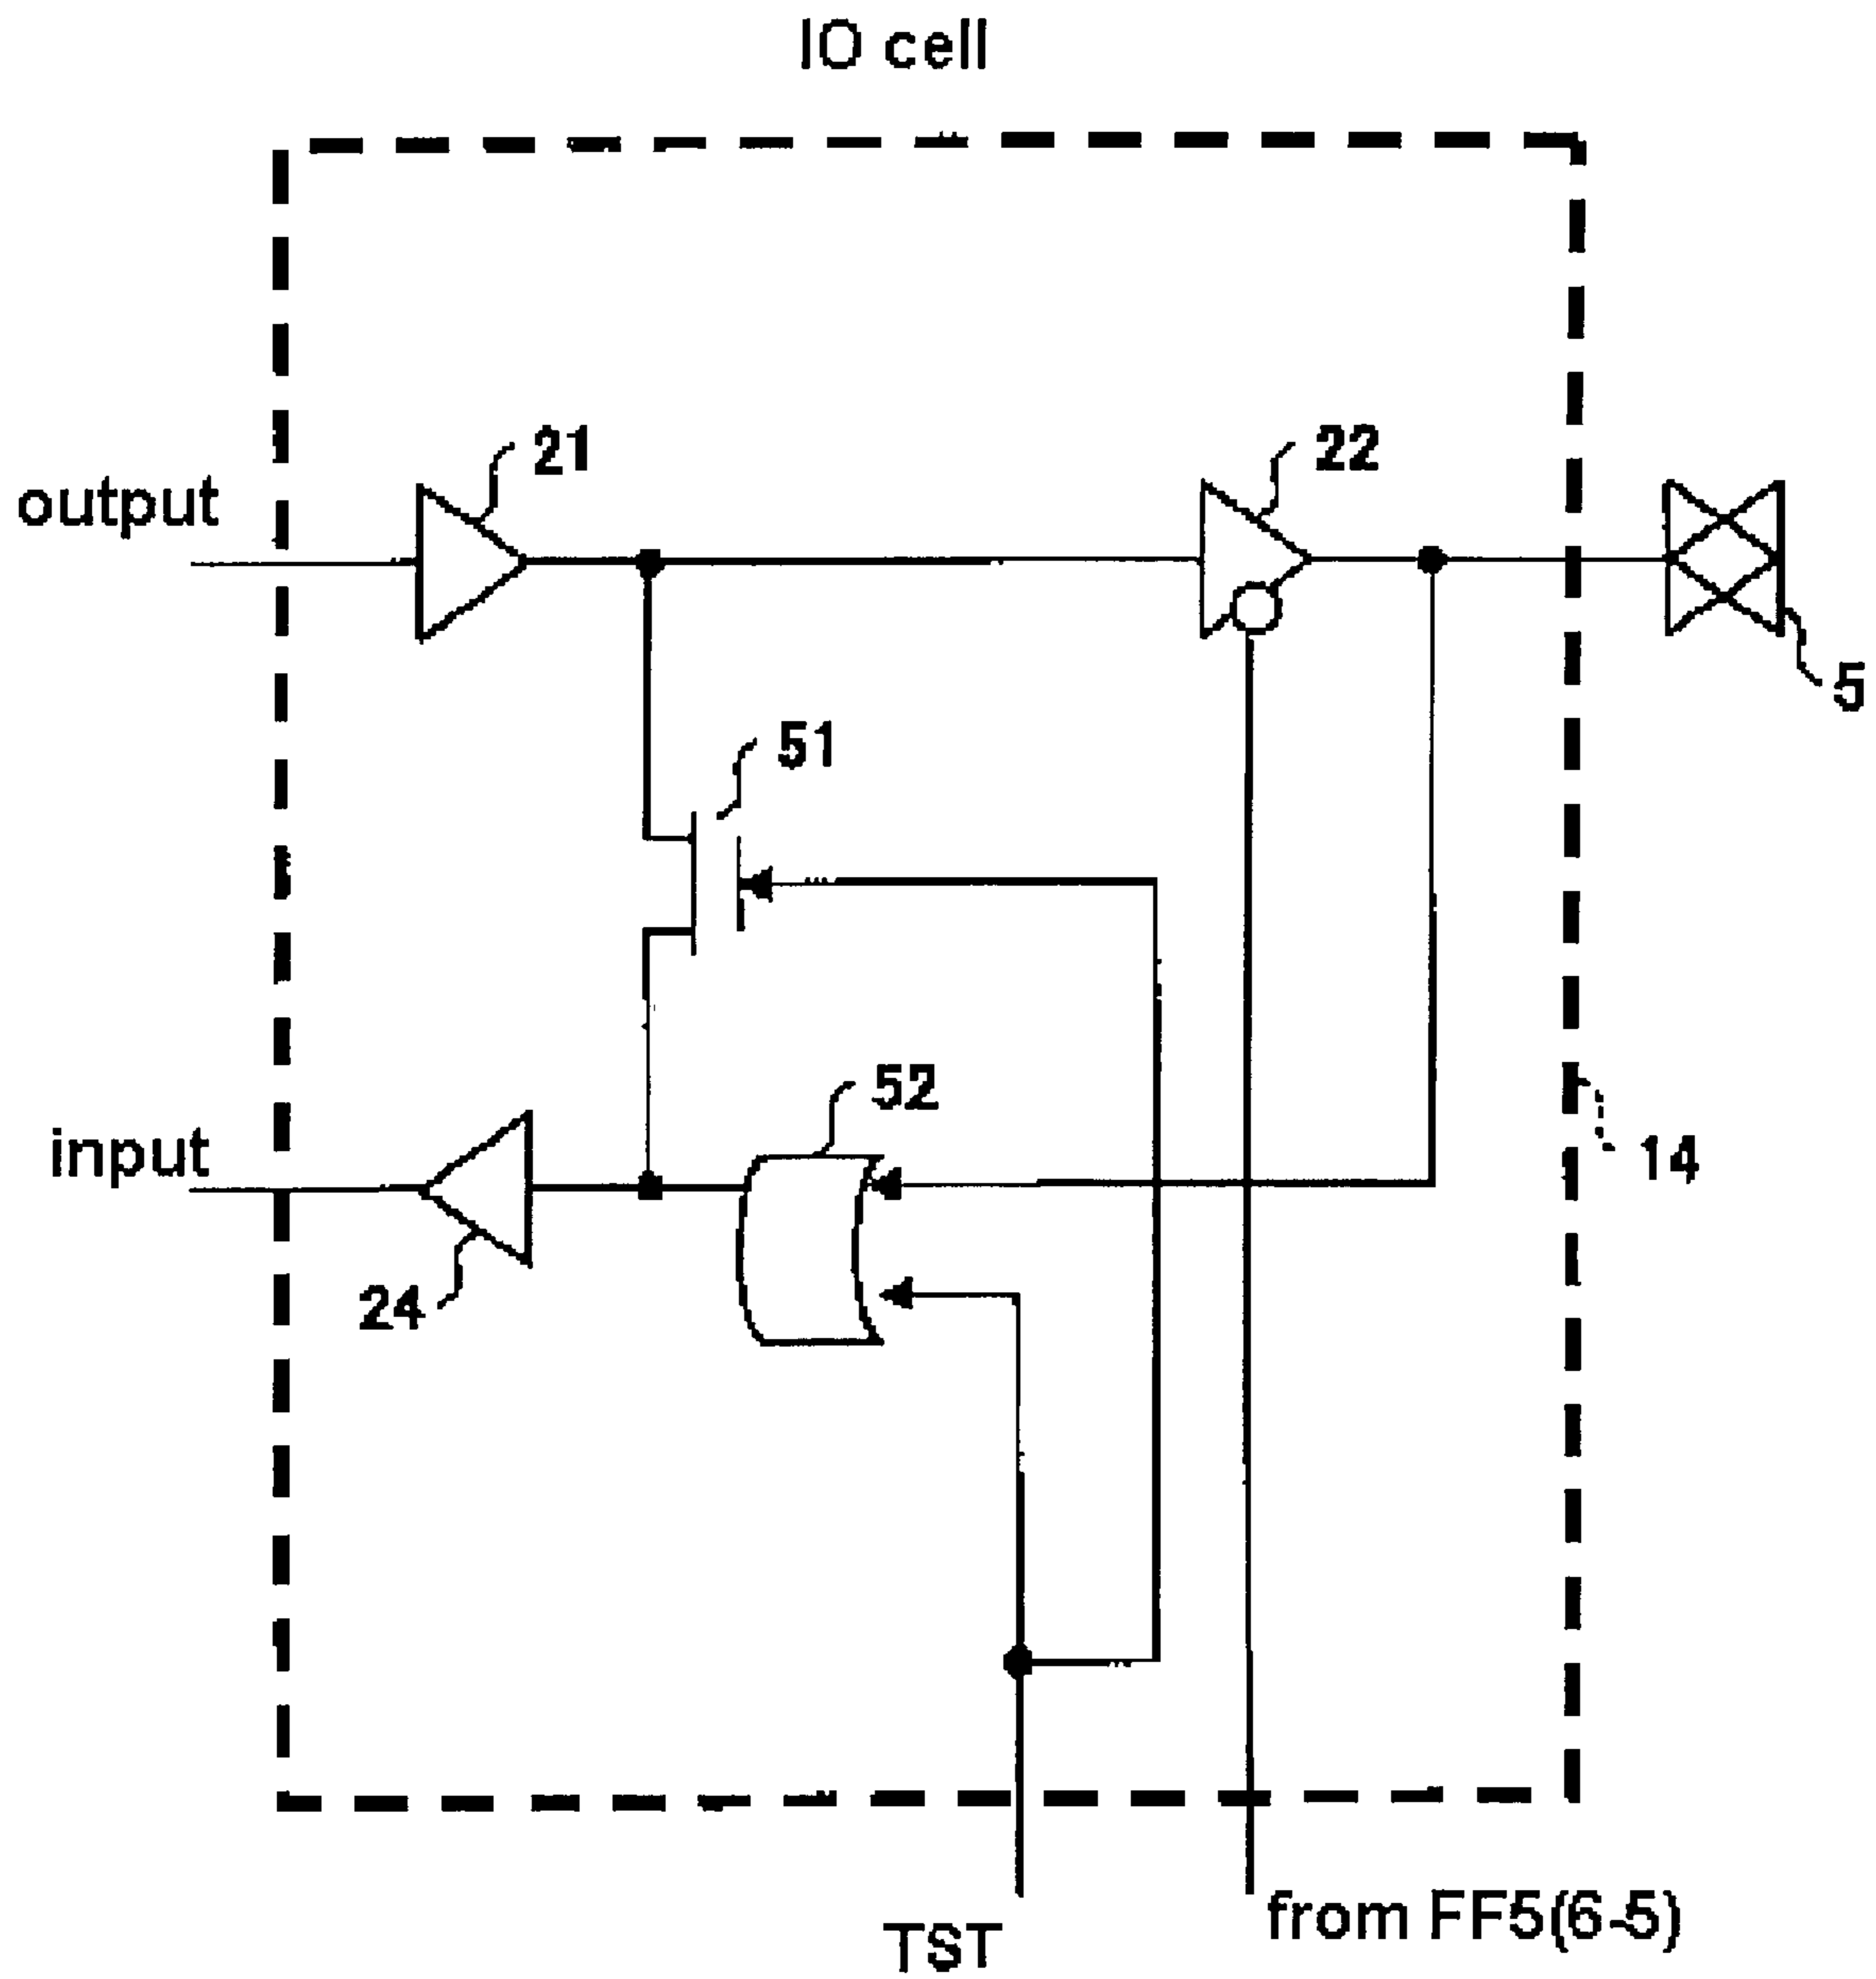 IO cell
21
22
output
5
51
52
input
14
24
from FF5(6-5)
TST